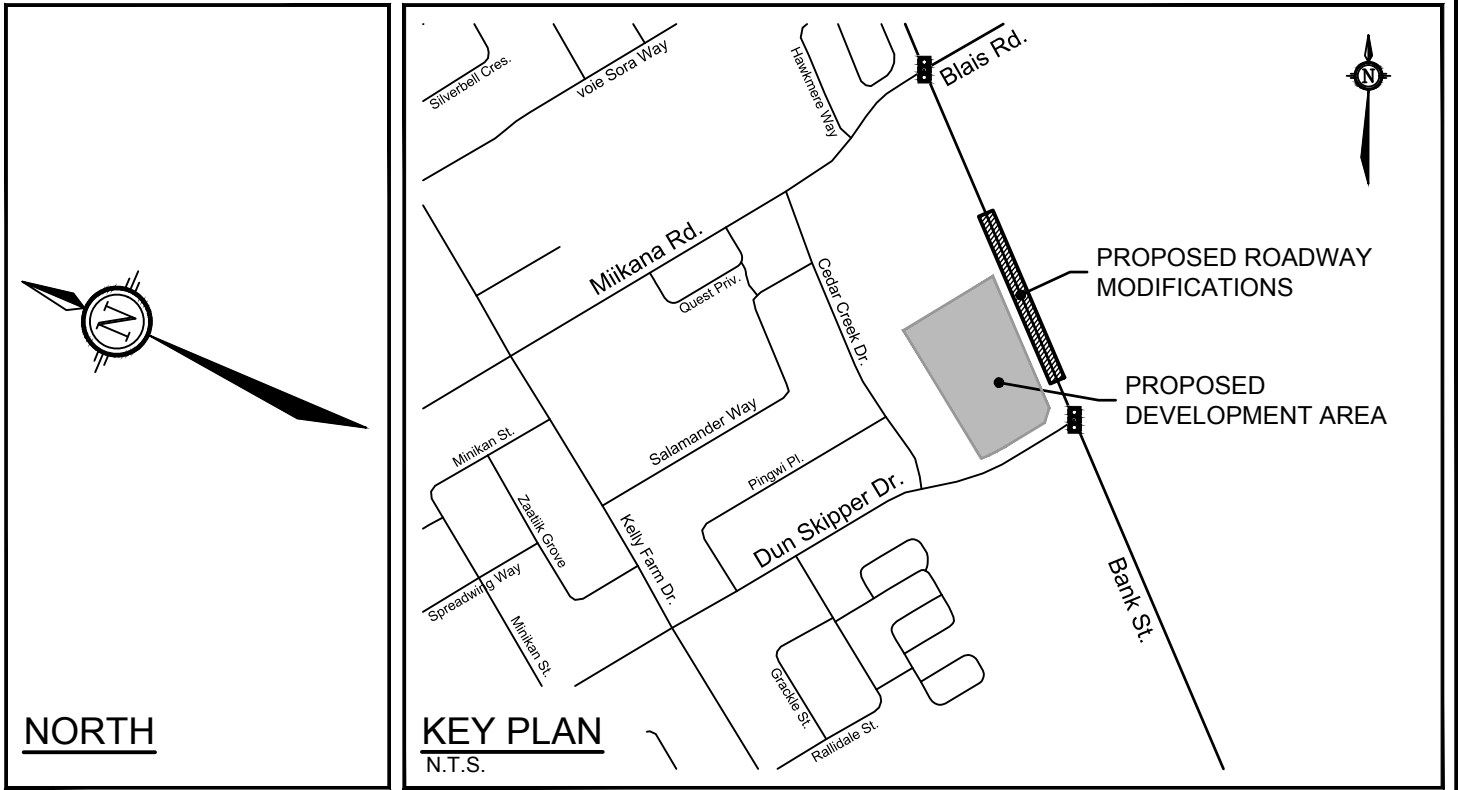 N
NORTH
Silverbell Cres.
voie Sora Way
Hawkmere Way
Blais Rd.
N
Miikana Rd.
Quest Priv.
Cedar Creek Dr.
PROPOSED ROADWAY
MODIFICATIONS
PROPOSED
DEVELOPMENT AREA
Minikan St.
Salamander Way
Pingwi Pl.
Zaatiik Grove
Kelly Farm Dr.
Dun Skipper Dr.
Spreadwing Way
Minikan St.
Bank St.
Grackle St.
Rallidale St.
KEY PLAN
N.T.S.